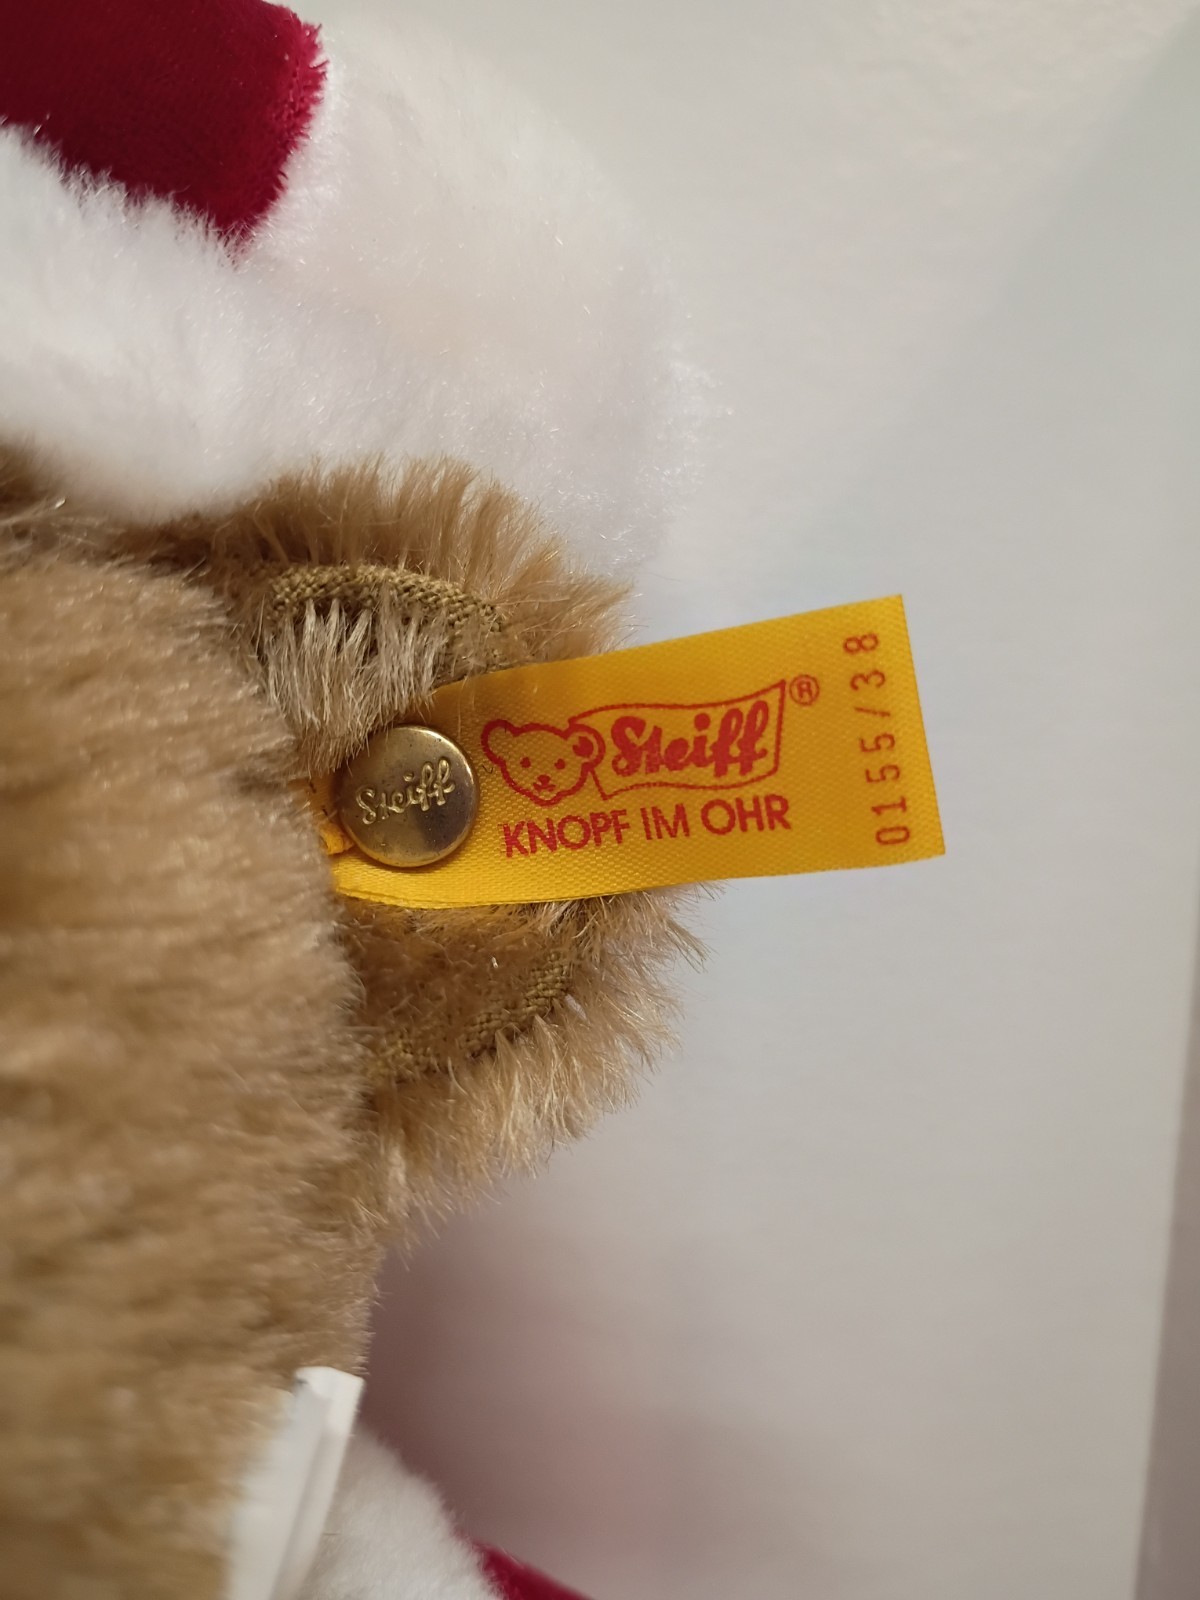 Steiff
Steiff®
KNOPF IM OHR
0155/38